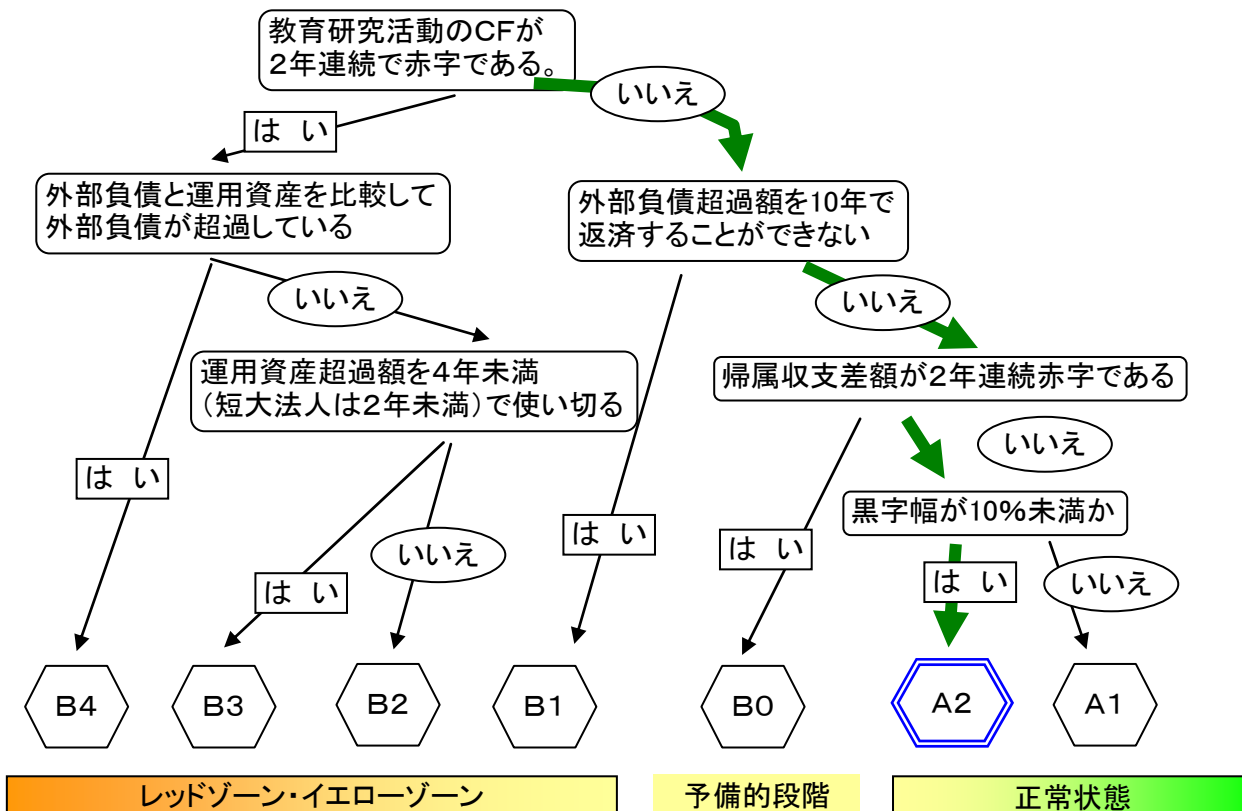 教育研究活動のCFが
2年連続で赤字である。
いいえ
は い
外部負債と運用資産を比較して
外部負債が超過している
外部負債超過額を10年で
返済することができない
いいえ
いいえ
運用資産超過額を4年未満
(短大法人は2年未満)で使い切る
帰属収支差額が2年連続赤字である
いいえ
は い
黒字幅が10%未満か
は い
は い
いいえ
は い
は い
いいえ
B4
B3
B2
B1
B0
A2
A1
レッドゾーン・イエローゾーン
予備的段階
正常状態